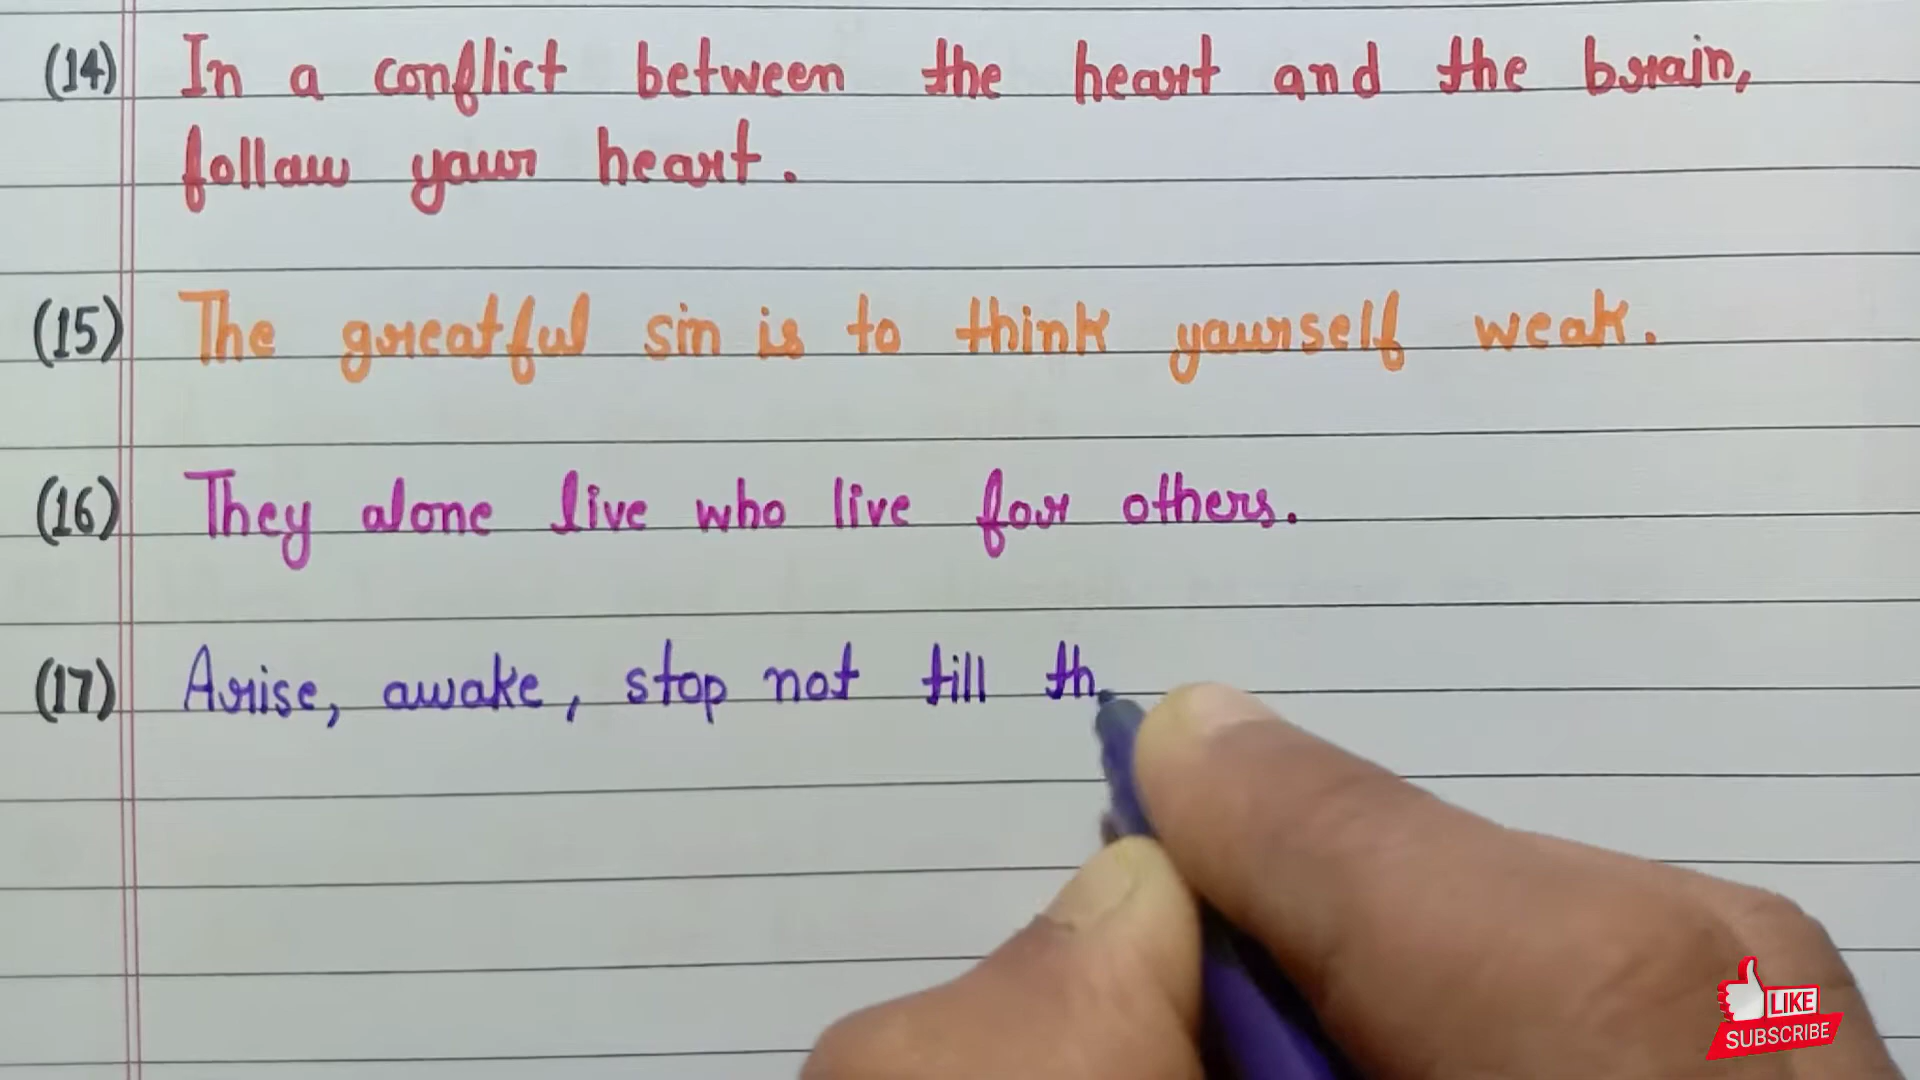 (14) In a conflict between the heart and the brain,
follow your heart.
(15) The greatful sin is to think yourself weak.
(16) They alone live who live for others.
(17) Arise, awake, stop not till th
LIKE
SUBSCRIBE